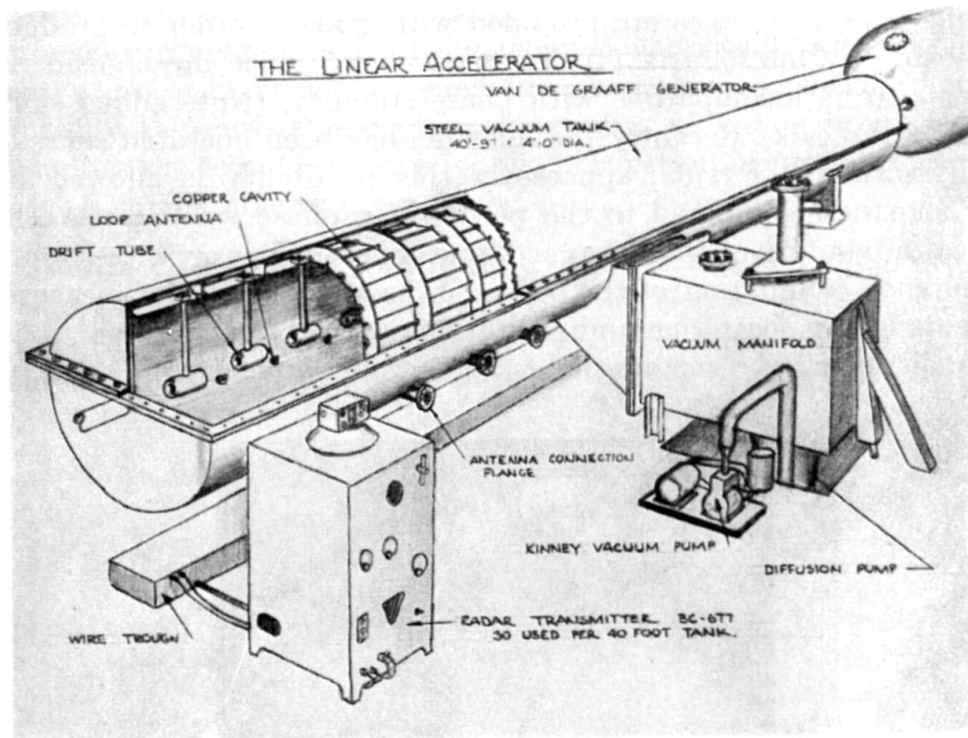 THE LINEAR ACCELERATOR
VAN DE GRAAFF GENERATOR
STEEL VACUUM TANK
40'-9" 4'-0" DIA.
COPPER CAVITY
LOOP ANTENNA
DRIFT TUBE
VACUUM MANIFOLD
ANTENNA CONNECTION
FLANGE
KINNEY VACUUM PUMP
DIFFUSION PUMP
WIRE TROUGH
RADAR TRANSMITTER BC-677
30 USED PER 40 FOOT TANK.